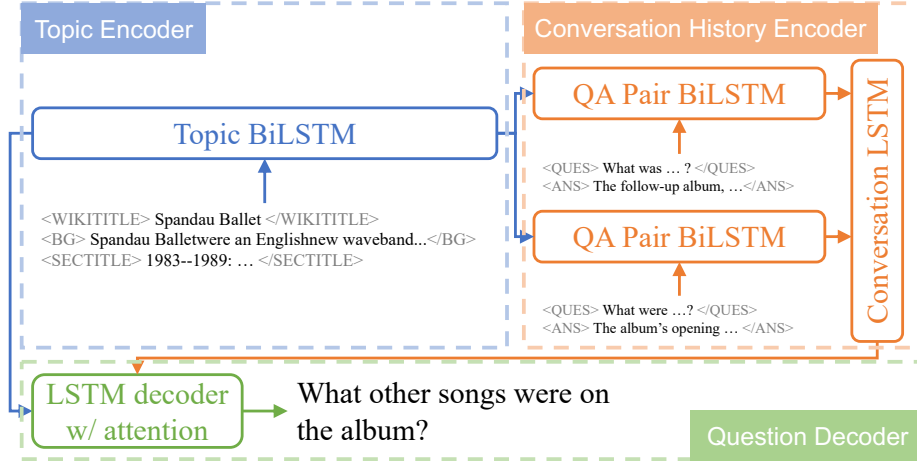 Topic Encoder
Topic BiLSTM
<WIKITITLE> Spandau Ballet </WIKITITLE>
<BG> Spandau Balletwere an Englishnew waveband...</BG>
<SECTITLE> 1983--1989: … </SECTITLE>
Conversation History Encoder
QA Pair BiLSTM
<QUES> What was … ? </QUES>
<ANS> The follow-up album, …</ANS>
QA Pair BiLSTM
<QUES> What were …? </QUES>
<ANS> The album’s opening … </ANS>
Conversation LSTM
LSTM decoder
w/ attention
What other songs were on
the album?
Question Decoder